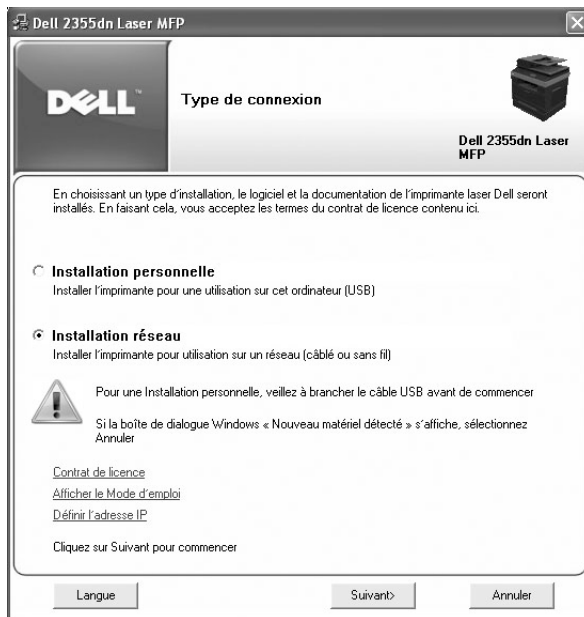 Dell 2355dn Laser MFP
DELL™
Type de connexion
Dell 2355dn Laser
MFP
En choisissant un type d'installation, le logiciel et la documentation de l'imprimante laser Dell seront
installés. En faisant cela, vous acceptez les termes du contrat de licence contenu ici.
Installation personnelle
Installer l'imprimante pour une utilisation sur cet ordinateur (USB)
Installation réseau
Installer l'imprimante pour utilisation sur un réseau (câblé ou sans fil)
Pour une Installation personnelle, veillez à brancher le câble USB avant de commencer
Si la boîte de dialogue Windows « Nouveau matériel détecté » s'affiche, sélectionnez
Annuler
Contrat de licence
Afficher le Mode d'emploi
Définir l'adresse IP
Cliquez sur Suivant pour commencer
Langue
Suivant>
Annuler